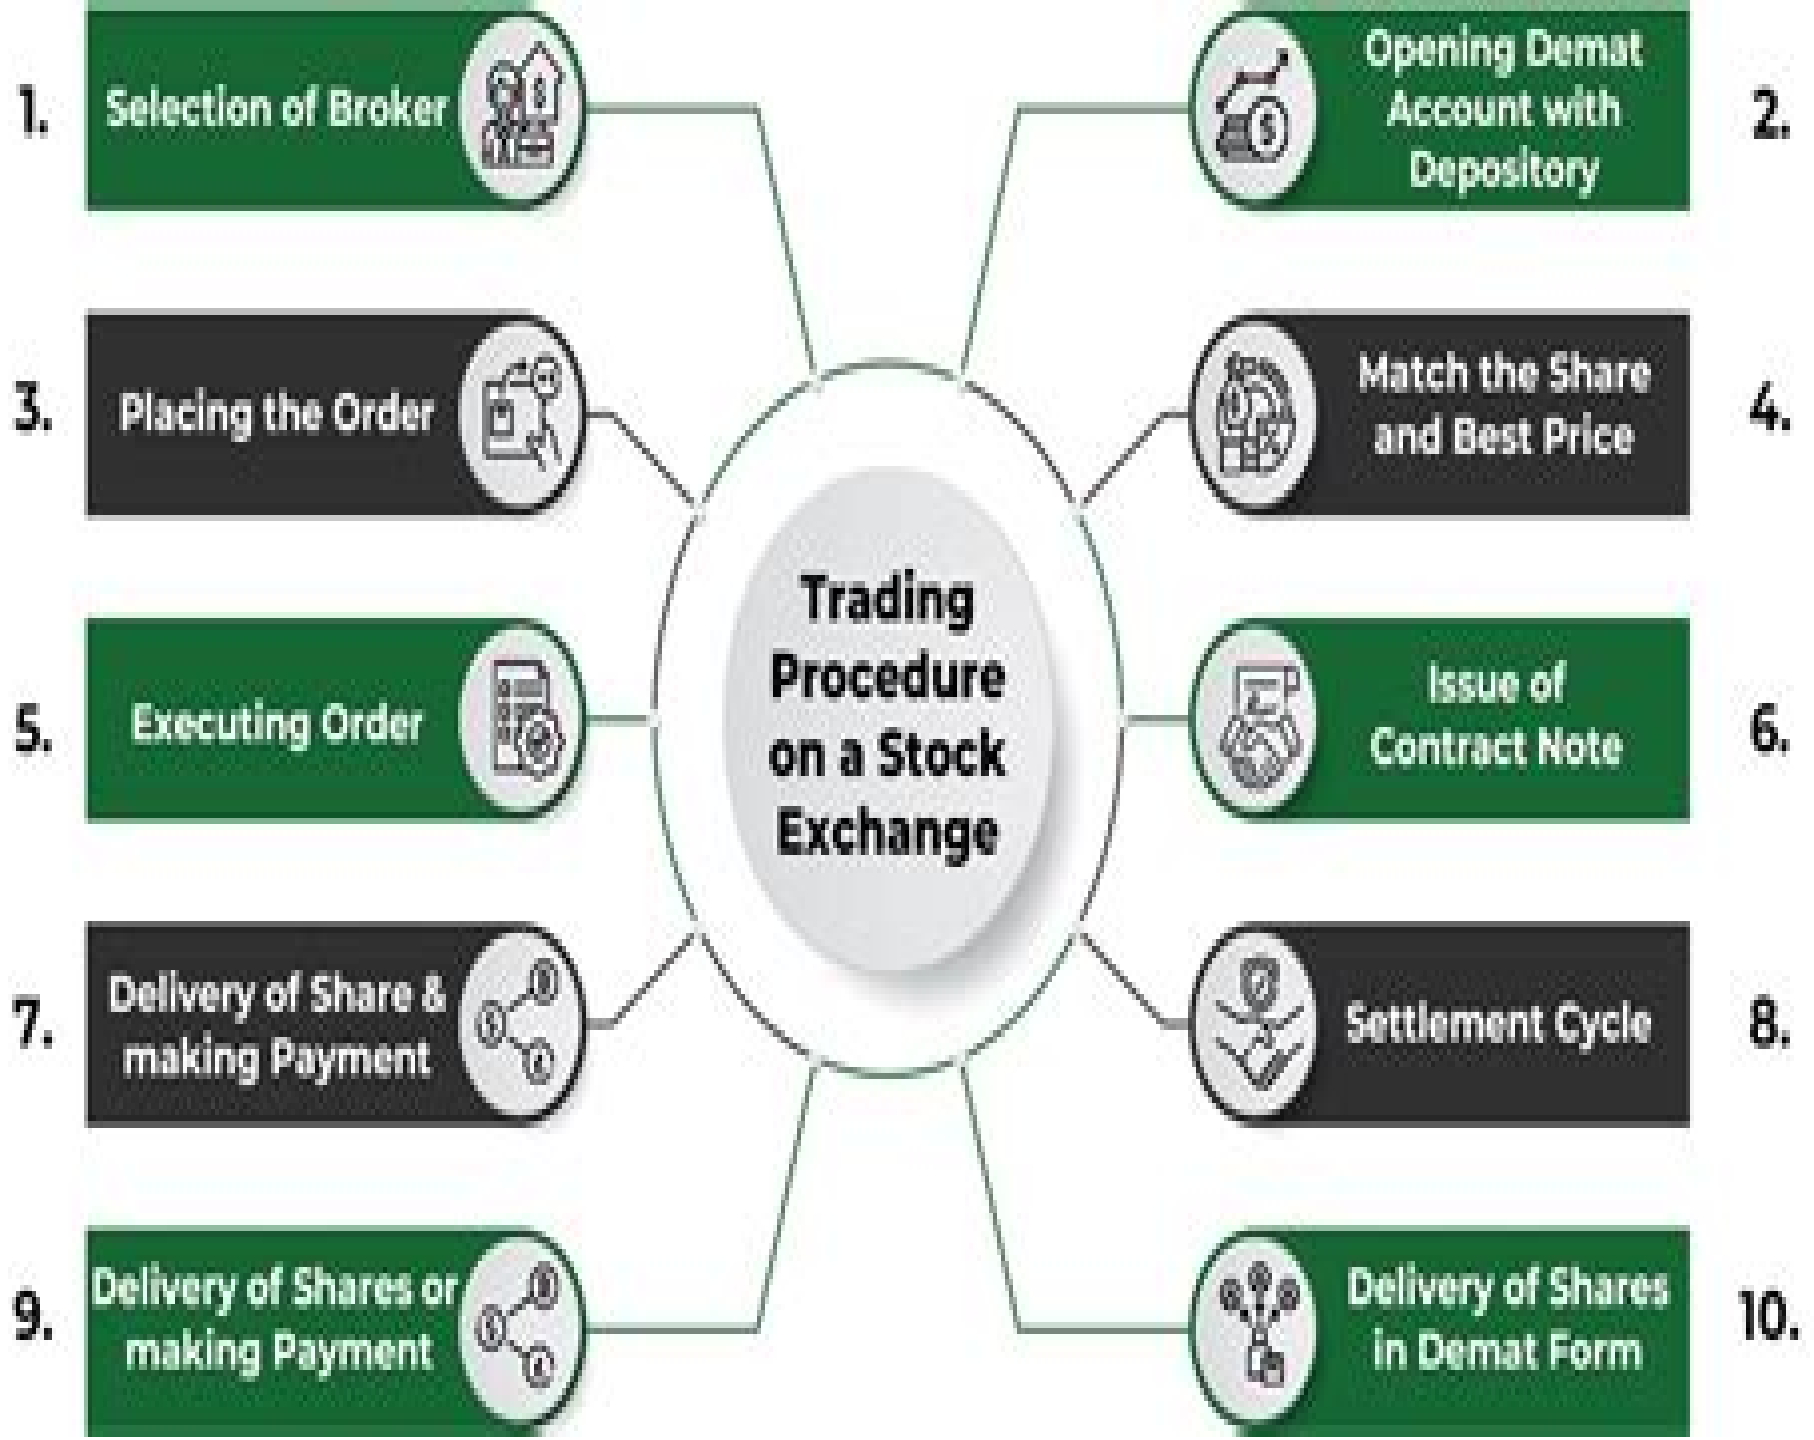 1.
Selection of Broker
Opening Demat
Account with
Depository
2.
3.
Placing the Order
Match the Share
and Best Price
4.
Trading
Procedure
on a Stock
Exchange
5.
Executing Order
Issue of
Contract Note
6.
7.
Delivery of Share &
making Payment
Settlement Cycle
8.
9.
Delivery of Shares or
making Payment
Delivery of Shares
in Demat Form
10.